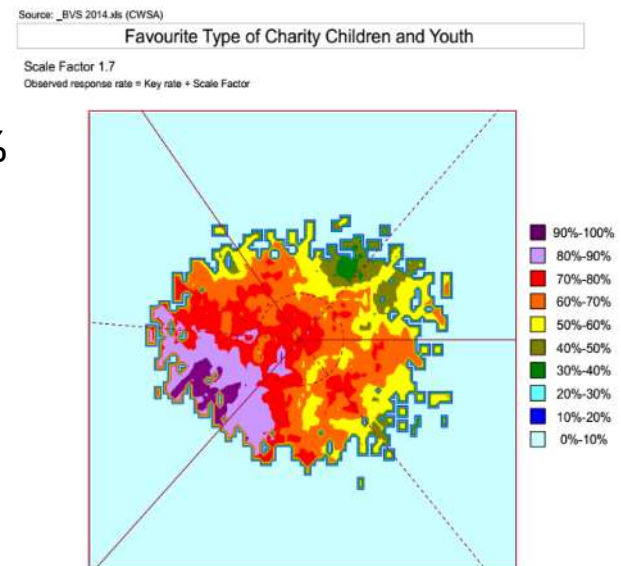 Source: _BVS 2014.xls (CWSA)
Favourite Type of Charity Children and Youth
Scale Factor 1.7
Observed response rate = Key rate ÷ Scale Factor
%
90%-100%
80%-90%
70%-80%
60%-70%
50%-60%
40%-50%
30%-40%
20%-30%
10%-20%
0%-10%